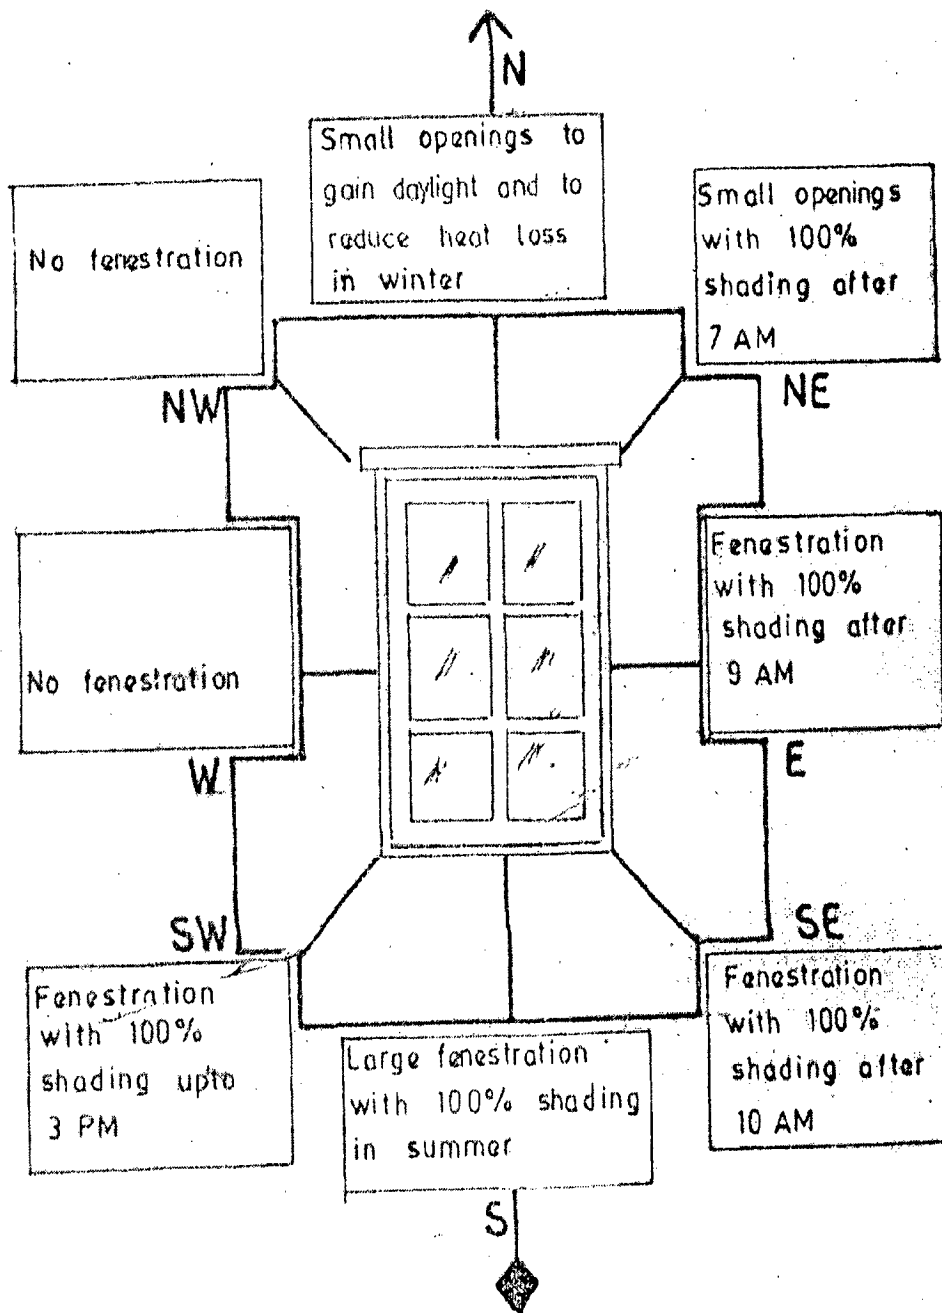 N
Small openings to
gain daylight and to
reduce heat loss
in winter
No fenestration
Small openings
with 100%
shading after
7 AM
NW
NE
No fenestration
Fenestration
with 100%
shading after
9 AM
W
E
SW
SE
Fenestration
with 100%
shading upto
3 PM
Large fenestration
with 100% shading
in summer
Fenestration
with 100%
shading after
10 AM
S